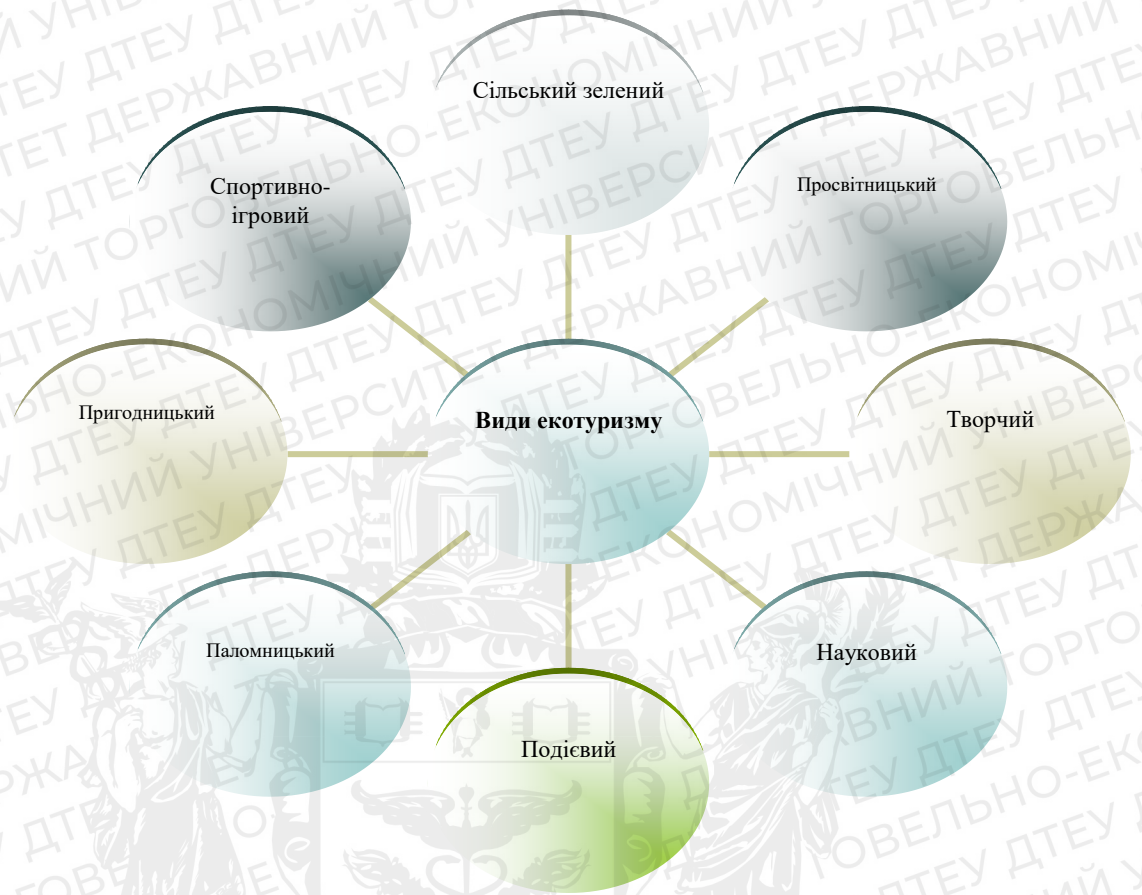 Сільський зелений
Спортивно-
ігровий
Просвітницький
Пригодницький
Види екотуризму
Творчий
Паломницький
Науковий
Подієвий